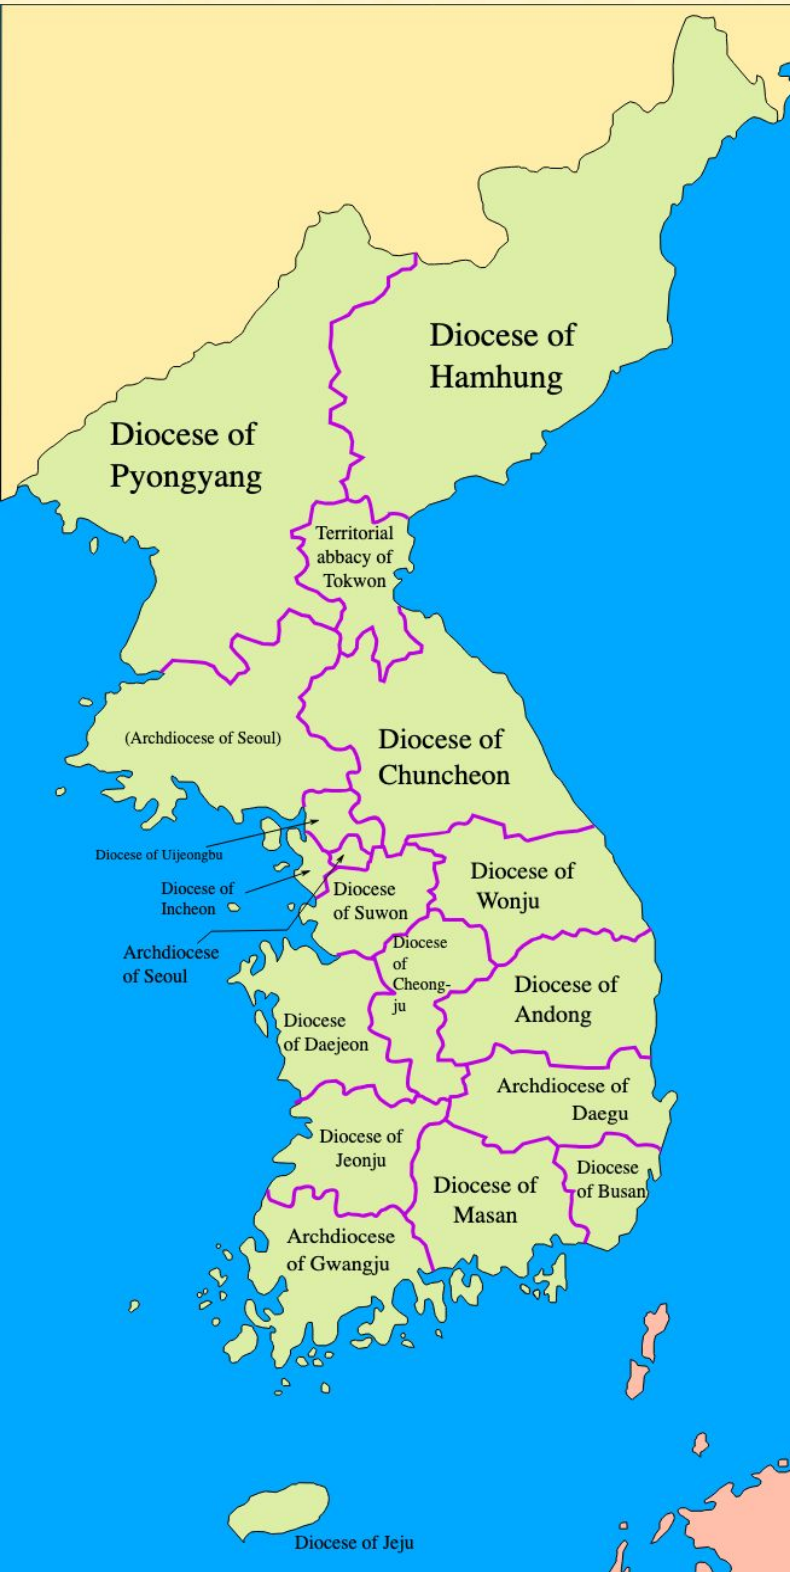 Diocese of
Hamhung
Diocese of
Pyongyang
Territorial
abbacy of
Tokwon
(Archdiocese of Seoul)
Diocese of
Chuncheon
Diocese of Uijeongbu
Diocese of
Incheon
Archdiocese
of Seoul
Diocese
of Suwon
Diocese of
Wonju
Diocese
of
Cheong-
ju
Diocese of
Andong
Diocese
of Daejeon
Archdiocese of
Daegu
Diocese of
Jeonju
Diocese of
Masan
Diocese
of Busan
Archdiocese
of Gwangju
Diocese of Jeju